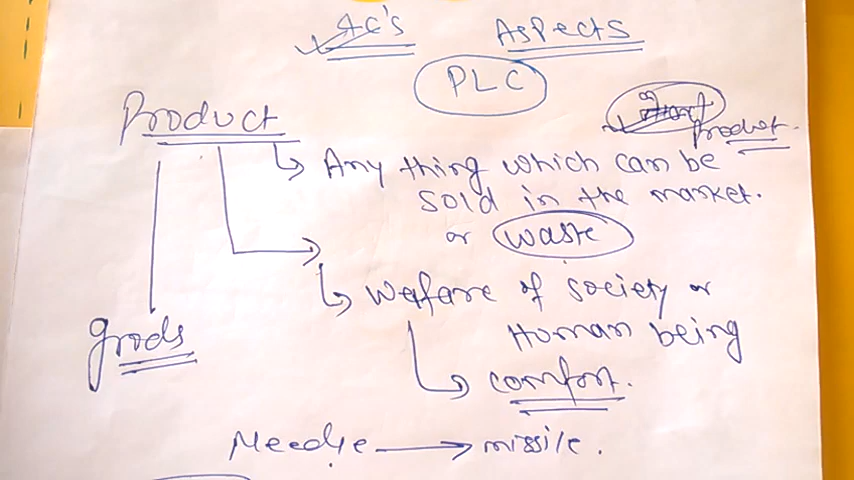 4C's Aspects
PLC
Product
product.
Any thing which can be
sold in the market.
or waste
Welfare of society or
Human being
goods
comfort.
Needle → missile.